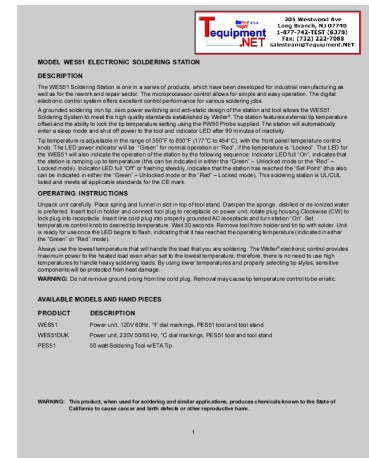 Tequipment
USA
.NET
205 Westwood Ave
Long Branch, NJ 07740
1-877-742-TEST (8378)
Fax: (732) 222-7088
salesteam@Tequipment.NET
MODEL WES51 ELECTRONIC SOLDERING STATION
DESCRIPTION
The WES51 Soldering Station is one in a series of products, which have been developed for industrial manufacturing as
well as for the rework and repair sector. The microprocessor control allows for simple and easy operation. The digital
electronic control system offers excellent control performance for various soldering jobs.
A grounded soldering iron tip, zero power switching and anti-static design of the station and tool allows the WES51
Soldering System to meet the high quality standards established by Weller®. The station features external tip temperature
offset and the ability to lock the tip temperature setting using the PW50 Probe supplied. The station will automatically
enter a sleep mode and shut off power to the tool and indicator LED after 99 minutes of inactivity.
Tip temperature is adjustable in the range of 350°F to 850°F (177°C to 454°C), with the front panel temperature control
knob. The LED power indicator will be "Green" for normal operation or "Red", if the temperature is "Locked". The LED for
the WES51 will also indicate the operation of the station by the following sequence: Indicator LED full "On", indicates that
the station is ramping up to temperature (this can be indicated in either the "Green" – Unlocked mode or the "Red" –
Locked mode). Indicator LED full "Off" or flashing steadily, indicates that the station has reached the "Set Point" (this also
can be indicated in either the "Green" – Unlocked mode or the "Red" – Locked mode). This soldering station is UL/CUL
listed and meets all applicable standards for the CE mark.
OPERATING INSTRUCTIONS
Unpack unit carefully. Place spring and funnel in slot in top of tool stand. Dampen the sponge, distilled or de-ionized water
is preferred. Insert tool in holder and connect tool plug to receptacle on power unit; rotate plug housing Clockwise (CW) to
lock plug into receptacle. Insert line cord plug into properly grounded AC receptacle and turn station "On". Set
temperature control knob to desired tip temperature. Wait 30 seconds. Remove tool from holder and tin tip with solder. Unit
is ready for use once the LED begins to flash, indicating that it has reached the operating temperature (indicated in either
the "Green" or "Red" mode).
Always use the lowest temperature that will handle the load that you are soldering. The Weller® electronic control provides
maximum power to the heated load even when set to the lowest temperature; therefore, there is no need to use high
temperatures to handle heavy soldering loads. By using lower temperatures and properly selecting tip styles, sensitive
components will be protected from heat damage.
WARNING: Do not remove ground prong from line cord plug. Removal may cause tip temperature control to be erratic.
AVAILABLE MODELS AND HAND PIECES
PRODUCT DESCRIPTION
WES51 Power unit, 120V 60Hz, °F dial markings, PES51 tool and tool stand
WES51DUK Power unit, 230V 50/60 Hz, °C dial markings, PES51 tool and tool stand
PES51 50 watt Soldering Tool w/ETA Tip
WARNING: This product, when used for soldering and similar applications, produces chemicals known to the State of
California to cause cancer and birth defects or other reproductive harm.
1